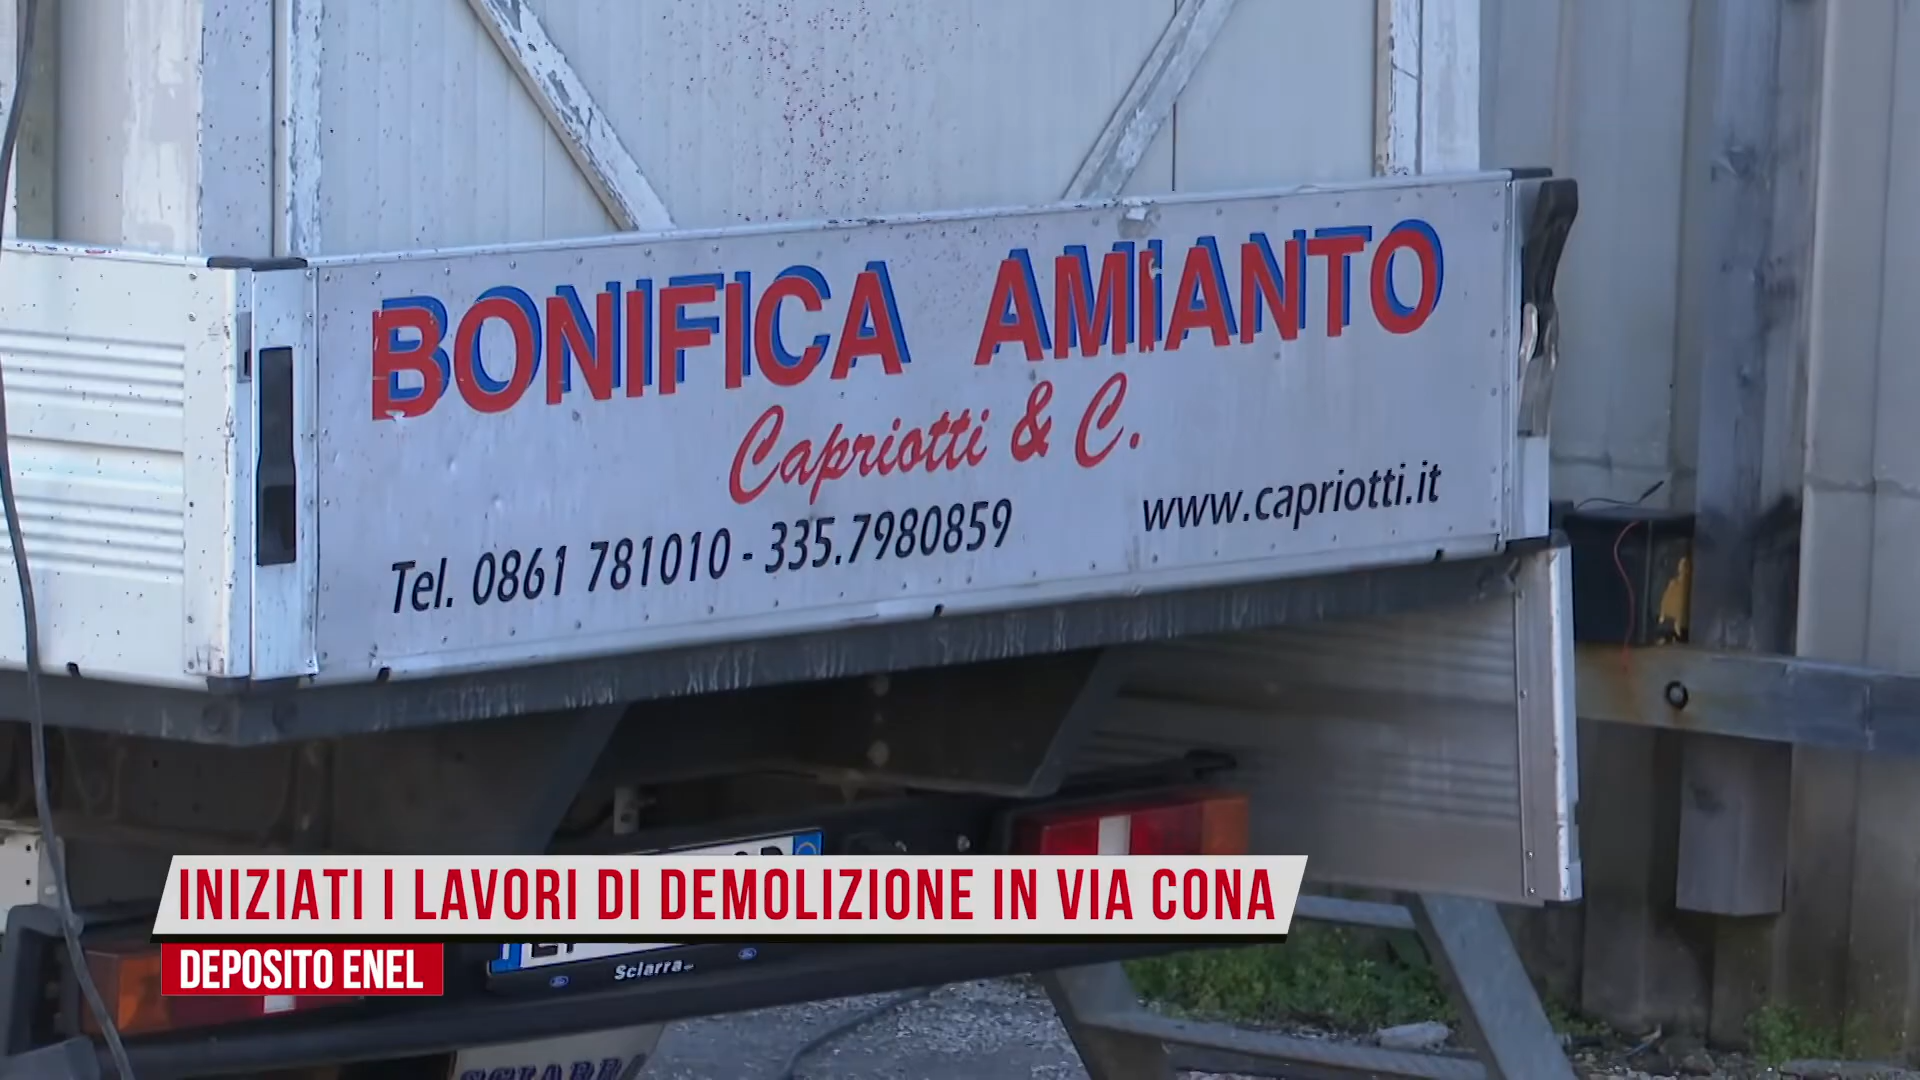 BONIFICA AMIANTO
Capriotti & C.
Tel. 0861 781010 - 335.7980859
www.capriotti.it
INIZIATI I LAVORI DI DEMOLIZIONE IN VIA CONA
DEPOSITO ENEL
Sciarra